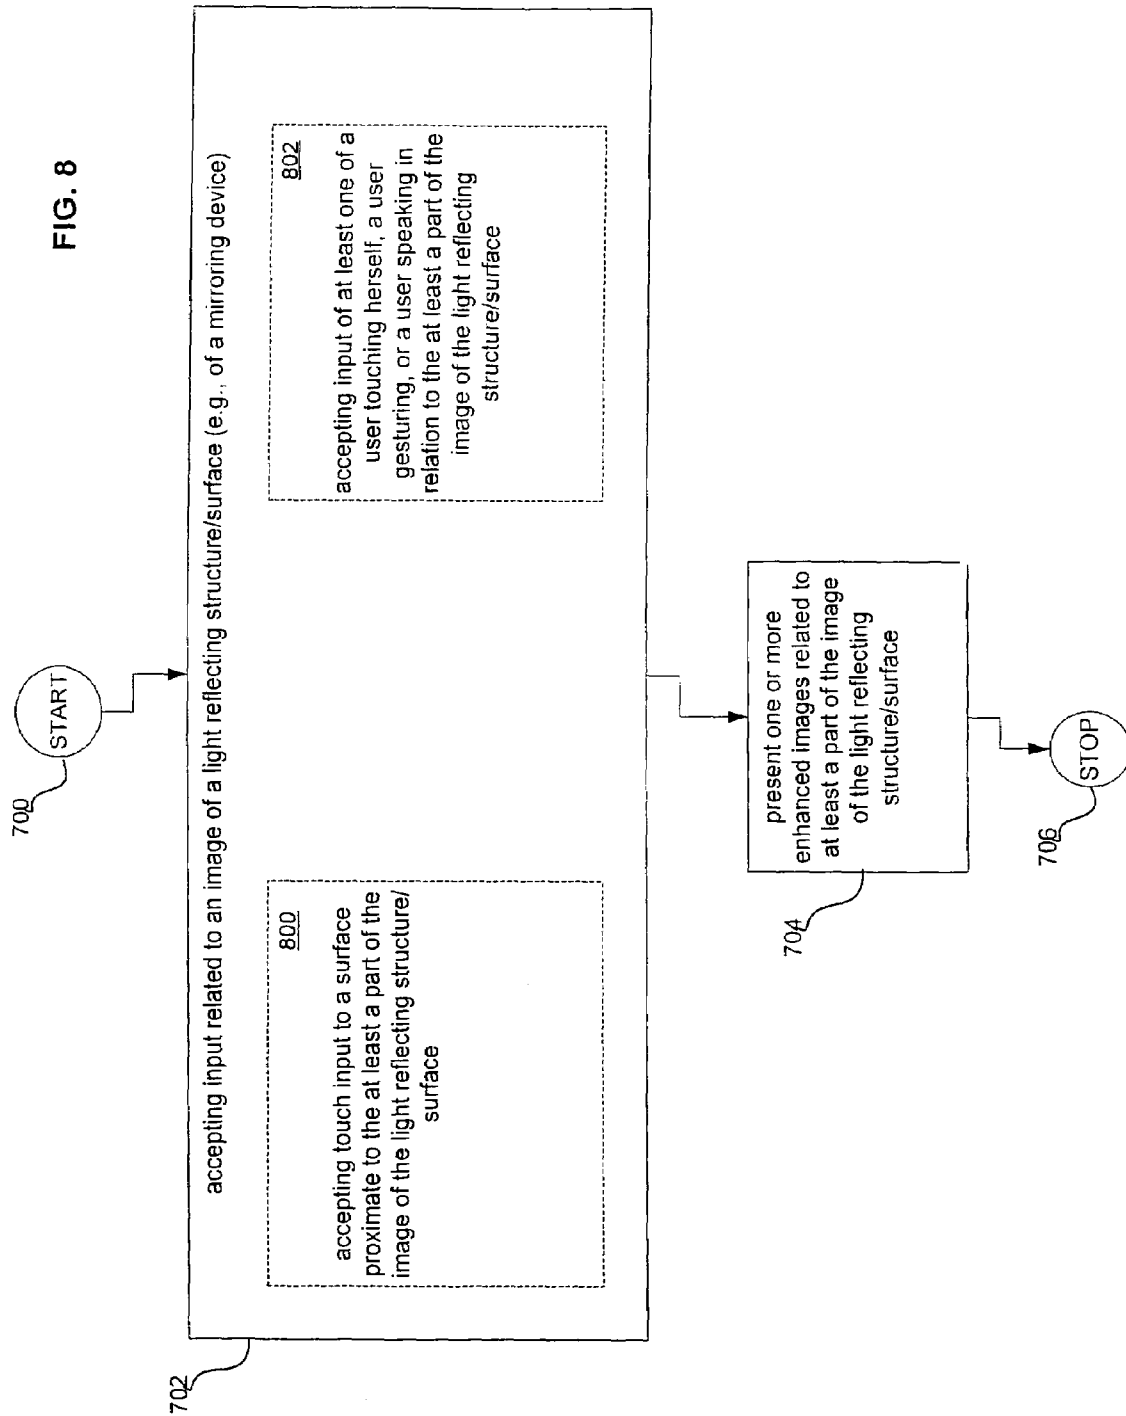 FIG. 8
700
START
702
accepting input related to an image of a light reflecting structure/surface (e.g., of a mirroring device)
800
accepting touch input to a surface
proximate to the at least a part of the
image of the light reflecting structure/
surface
802
accepting input of at least one of a
user touching herself, a user
gesturing, or a user speaking in
relation to the at least a part of the
image of the light reflecting
structure/surface
704
present one or more
enhanced images related to
at least a part of the image
of the light reflecting
structure/surface
706
STOP